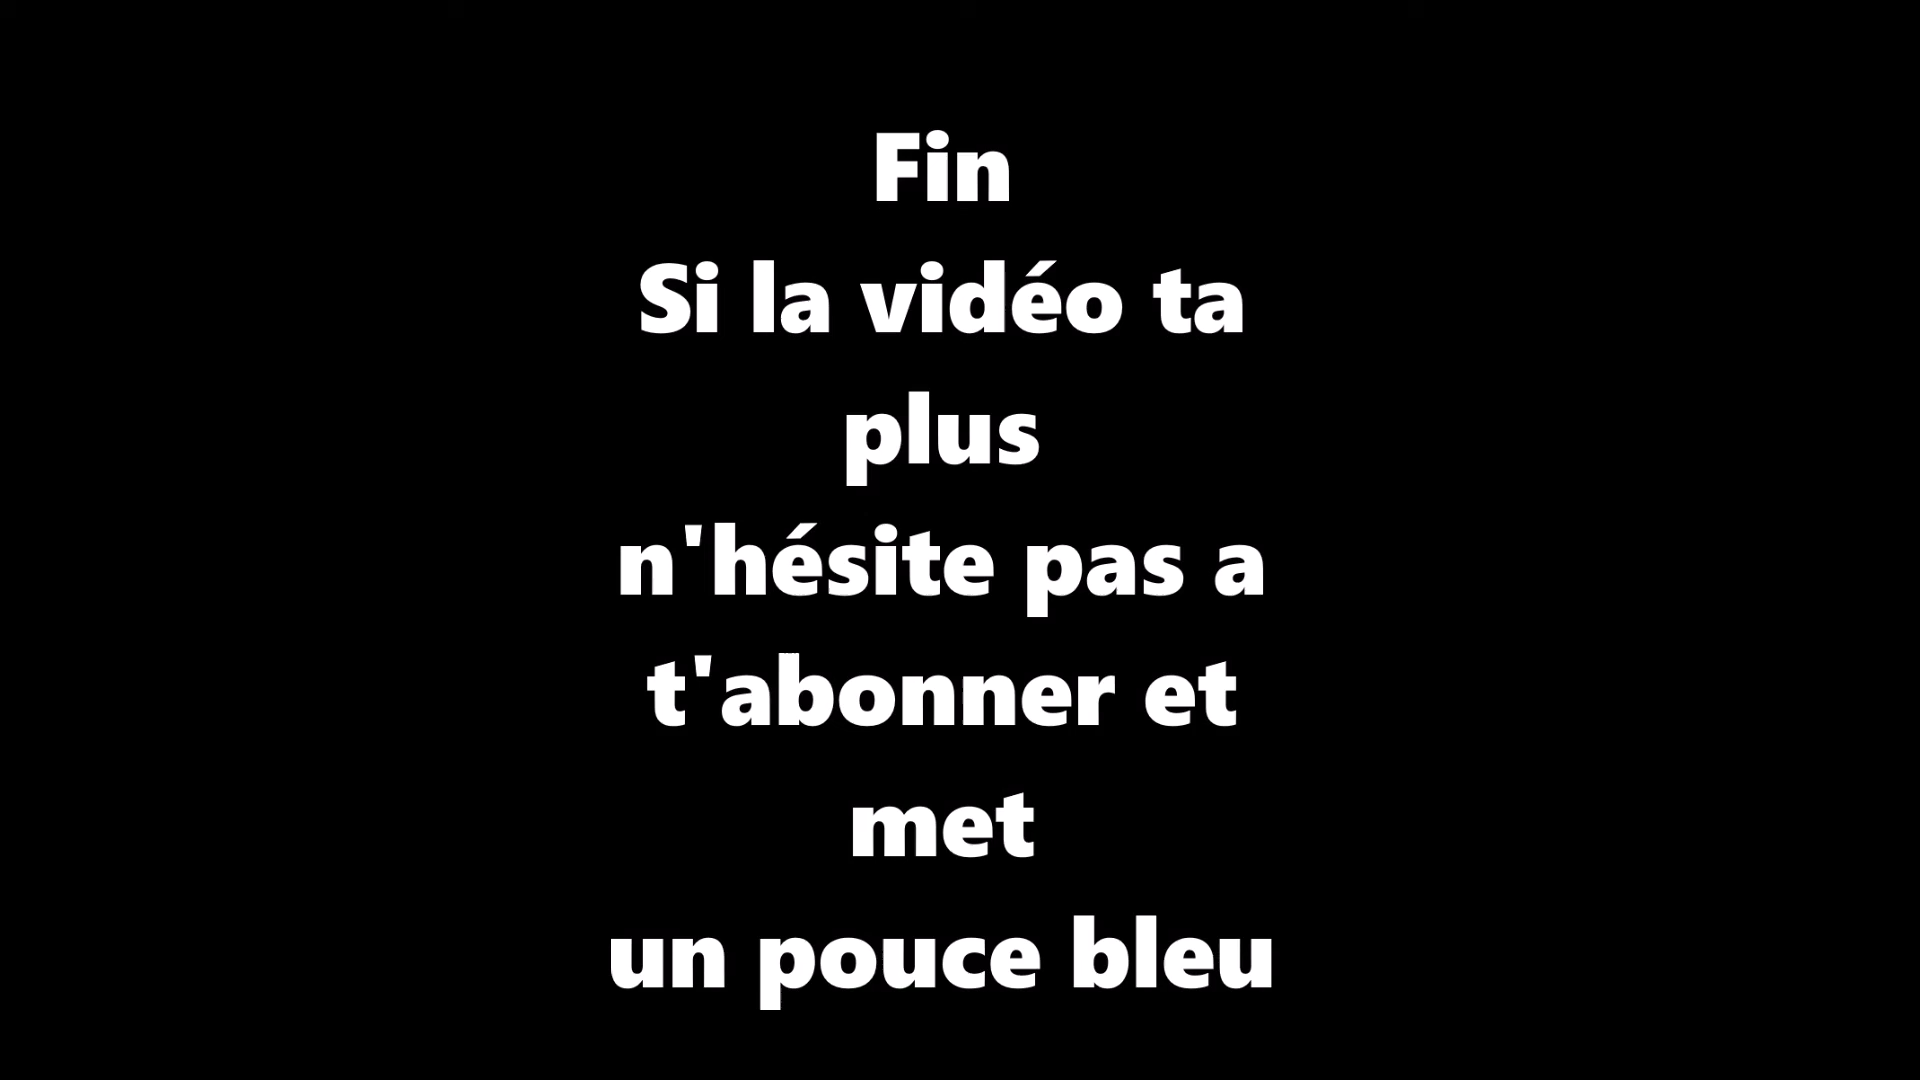 Fin
Si la vidéo ta
plus
n'hésite pas a
t'abonner et
met
un pouce bleu